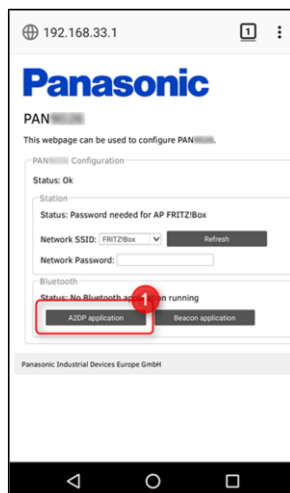 192.168.33.1
1
Panasonic
PAN
This webpage can be used to configure PAN
PAN Configuration
Status: Ok
Station
Status: Password needed for AP FRITZ!Box
Network SSID: FRITZ!Box Refresh
Network Password:
Bluetooth
Status: No Bluetooth application running
1
A2DP application Beacon application
Panasonic Industrial Devices Europe GmbH